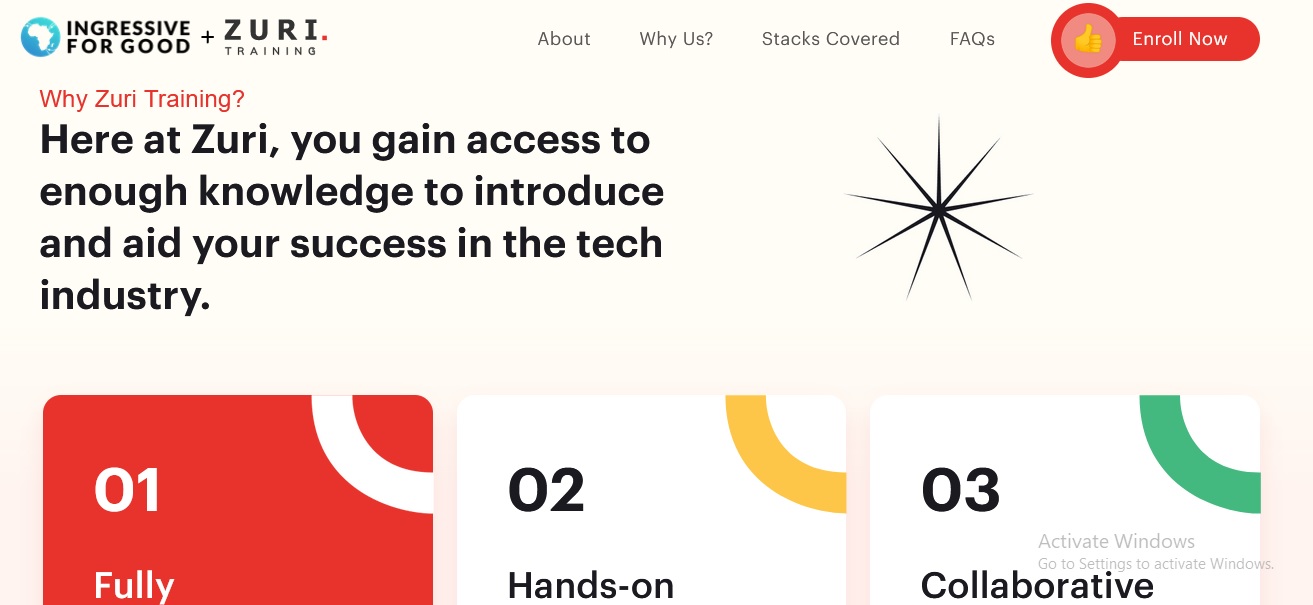 INGRESSIVE
FOR GOOD
+
ZURI.
TRAINING
About
Why Us?
Stacks Covered
FAQs
Enroll Now
Why Zuri Training?
Here at Zuri, you gain access to
enough knowledge to introduce
and aid your success in the tech
industry.
01
02
03
Fully
Hands-on
Collaborative
Activate Windows
Go to Settings to activate Windows.